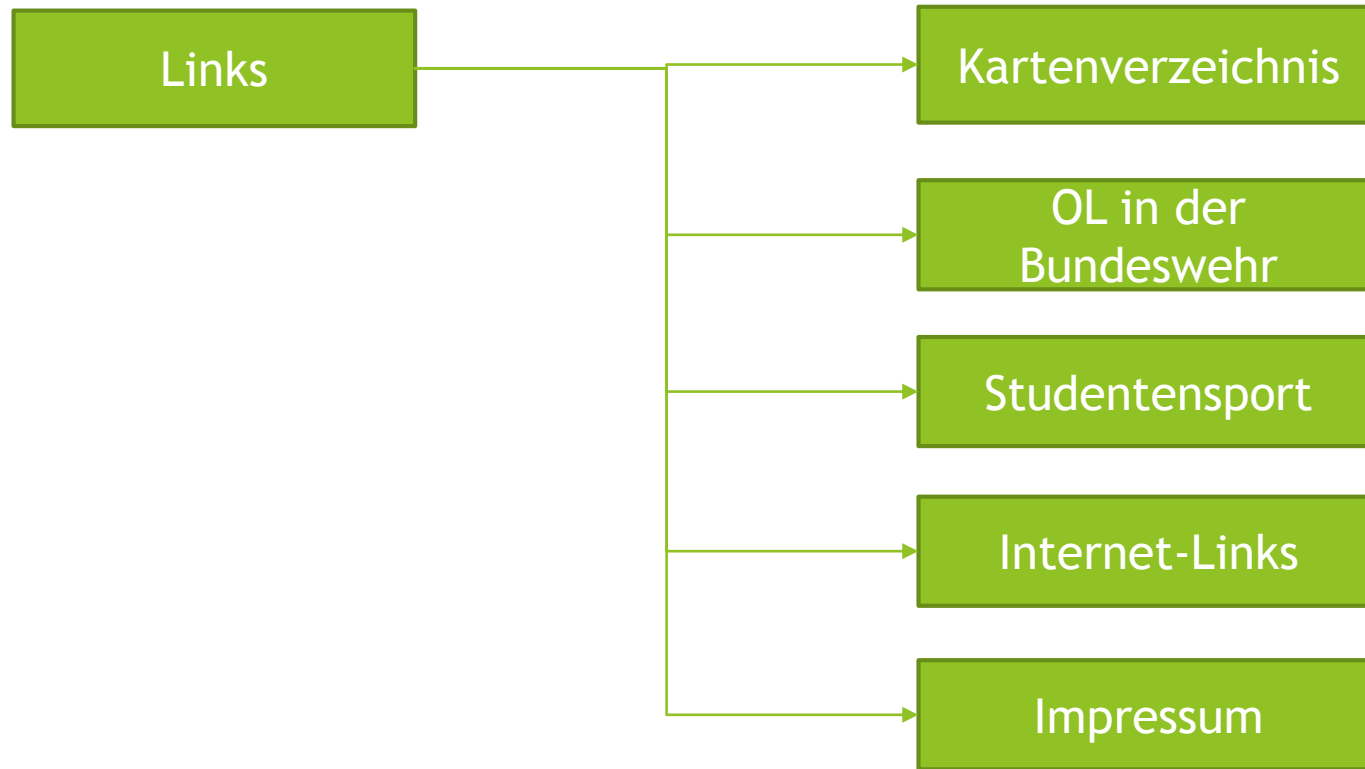 Links
Kartenverzeichnis
OL in der
Bundeswehr
Studentensport
Internet-Links
Impressum